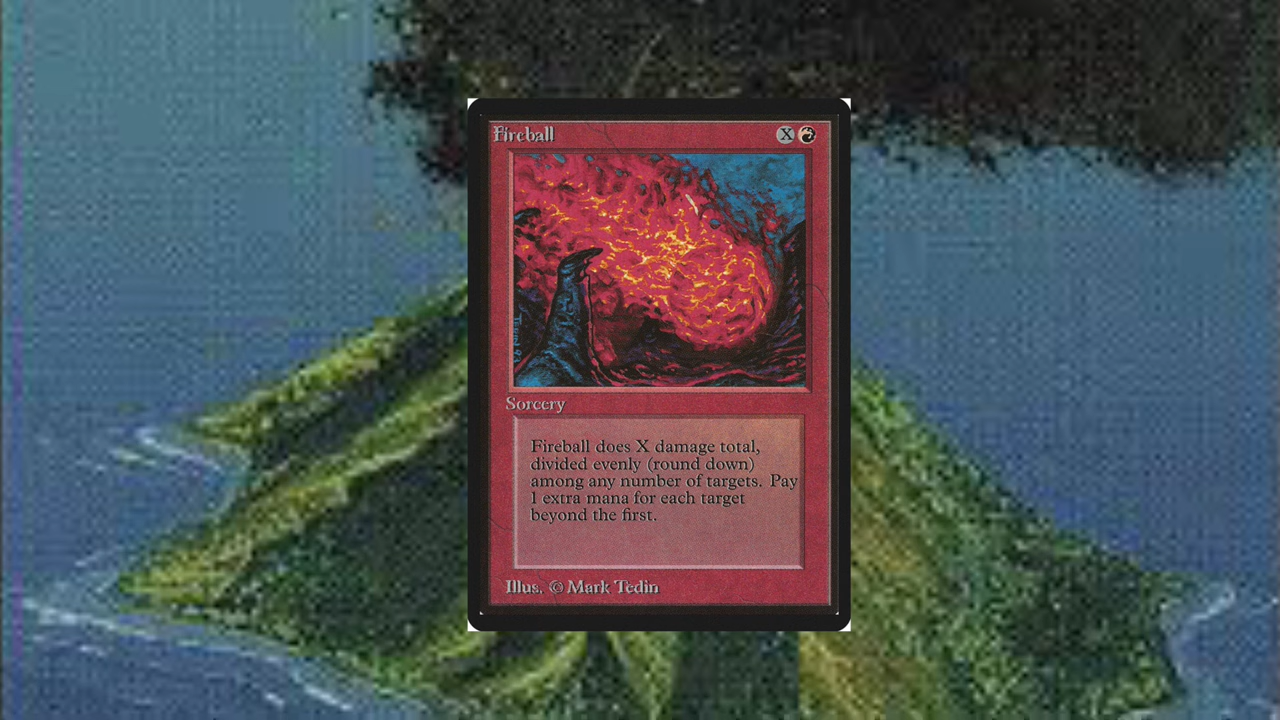 Fireball X
Sorcery
Fireball does X damage total,
divided evenly (round down)
among any number of targets. Pay
1 extra mana for each target
beyond the first.
Illus. © Mark Tedin